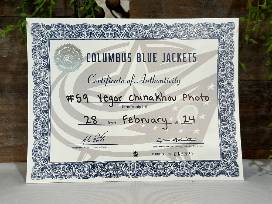 COLUMBUS BLUE JACKETS
Certificate of Authenticity
#59 Yegor Chinakhov Photo
28 February 24